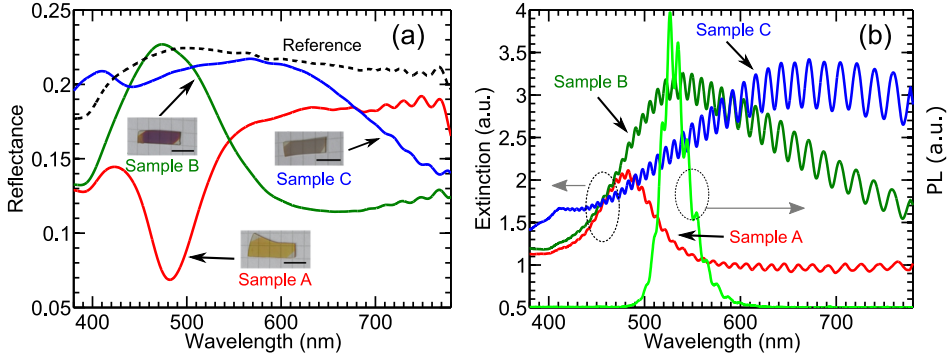 0.25
0.2
0.15
0.1
0.05
Reflectance
400
500
600
700
Wavelength (nm)
(a)
Reference
Sample B
Sample C
Sample A
4
3.5
3
2.5
2
1.5
1
0.5
Extinction (a.u.)
400
500
600
700
Wavelength (nm)
PL (a.u.)
(b)
Sample C
Sample B
Sample A